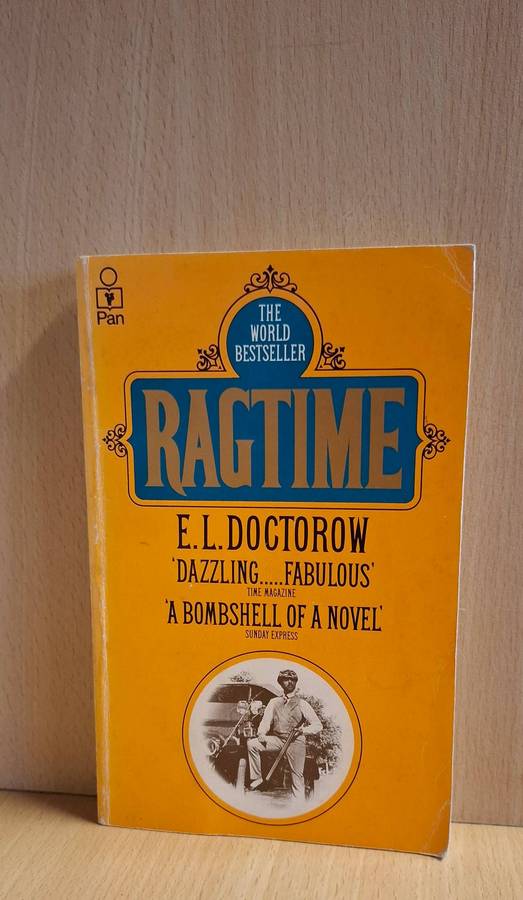 Pan
THE
WORLD
BESTSELLER
RAGTIME
E.L.DOCTOROW
‘DAZZLING.....FABULOUS’
TIME MAGAZINE
‘A BOMBSHELL OF A NOVEL’
SUNDAY EXPRESS